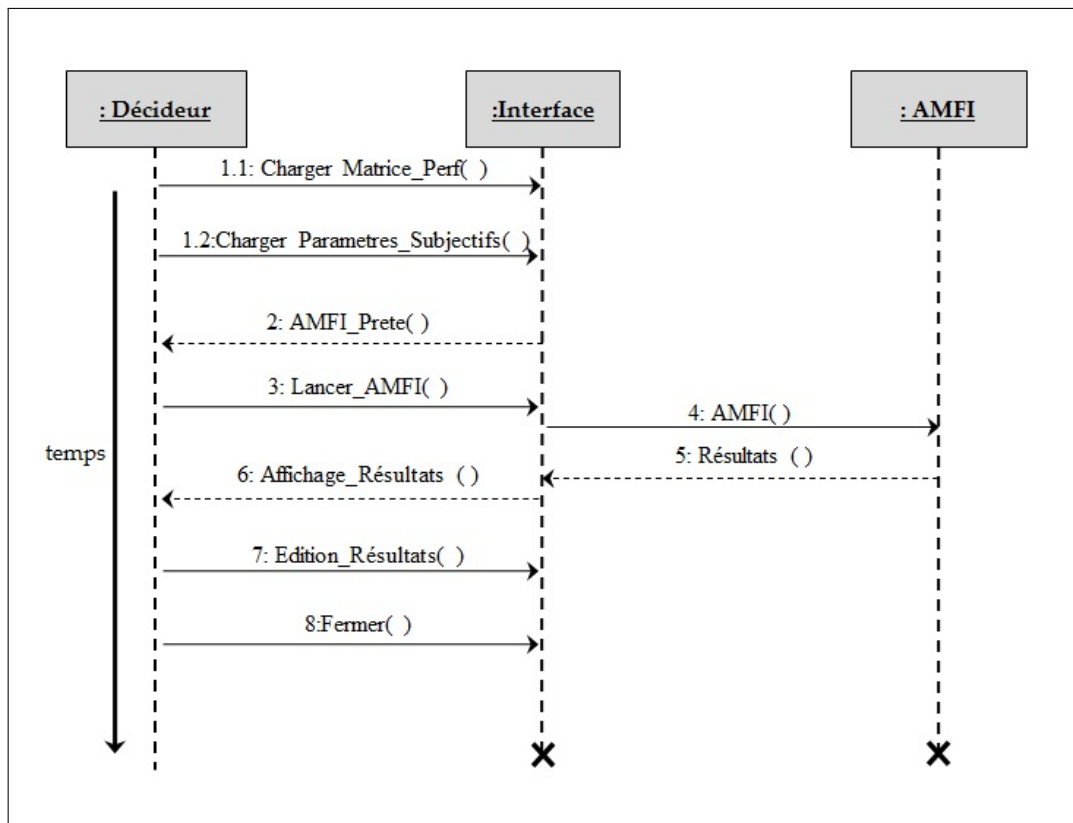 : Décideur
:Interface
: AMFI
1.1: Charger Matrice_Perf( )
1.2:Charger Parametres_Subjectifs( )
2: AMFI_Prete( )
3: Lancer_AMFI( )
4: AMFI( )
temps
5: Résultats ( )
6: Affichage_Résultats ( )
7: Edition_Résultats( )
8:Fermer( )